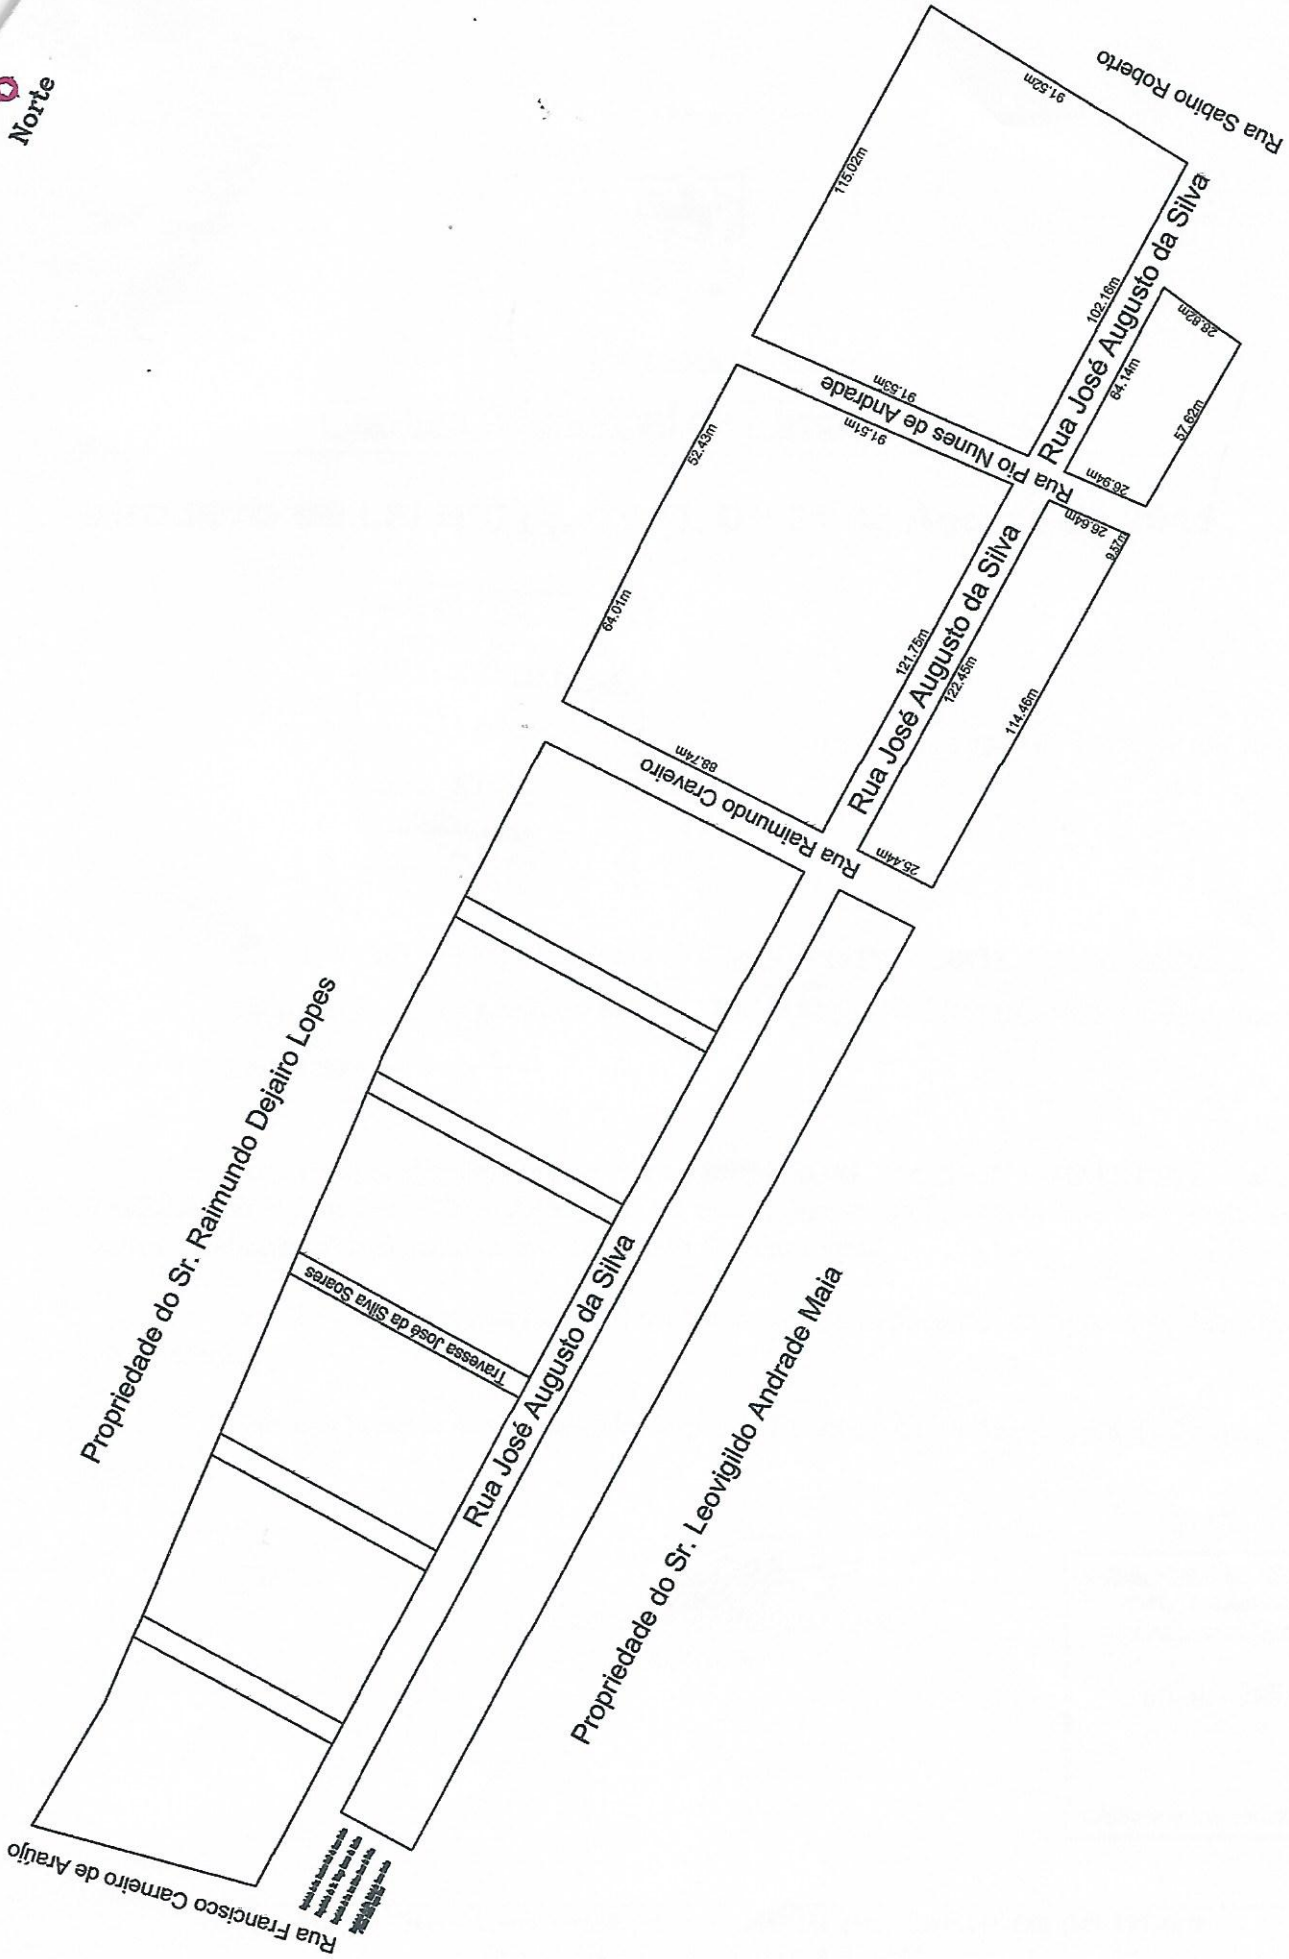 Norte
Rua Sabino Roberto
91.52m
115.02m
102.16m
Rua José Augusto da Silva
28.82m
64.14m
57.62m
26.94m
91.53m
Rua Pio Nunes de Andrade
91.51m
52.43m
64.01m
26.64m
9.57m
121.75m
Rua José Augusto da Silva
122.45m
114.46m
88.74m
Rua Raimundo Craveiro
25.44m
Propriedade do Sr. Raimundo Dejairo Lopes
Travessa José da Silva Soares
Rua José Augusto da Silva
Propriedade do Sr. Leovigildo Andrade Maia
Rua Francisco Carneiro de Araújo